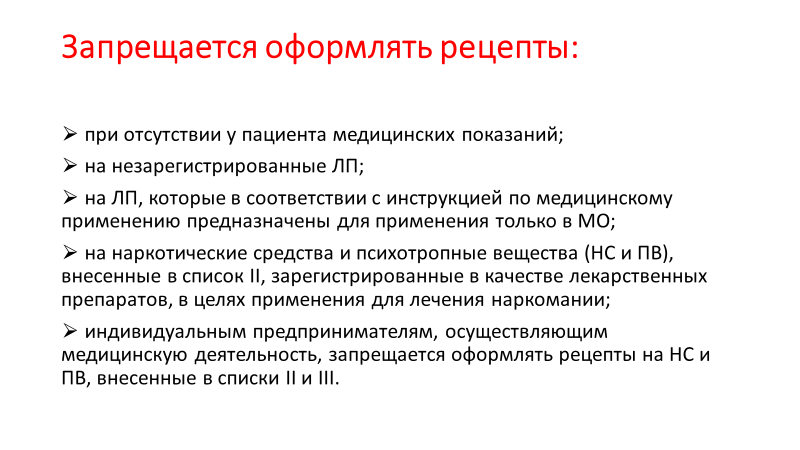 Запрещается оформлять рецепты:
➢ при отсутствии у пациента медицинских показаний;
➢ на незарегистрированные ЛП;
➢ на ЛП, которые в соответствии с инструкцией по медицинскому
применению предназначены для применения только в МО;
➢ на наркотические средства и психотропные вещества (НС и ПВ),
внесенные в список II, зарегистрированные в качестве лекарственных
препаратов, в целях применения для лечения наркомании;
➢ индивидуальным предпринимателям, осуществляющим
медицинскую деятельность, запрещается оформлять рецепты на НС и
ПВ, внесенные в списки II и III.